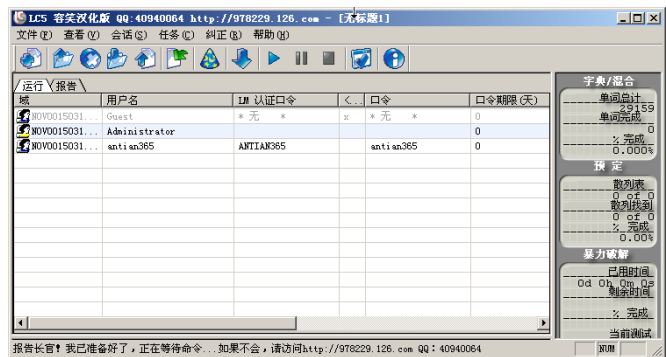 LC5 容笑汉化版 QQ:40940064 http://978229.126.com - [无标题1]
文件(F) 查看(V) 会话(S) 任务(C) 纠正(R) 帮助(H)
运行 报告
域 用户名 LM 认证口令 <... 口令 口令期限(天)
NOVO015031... Guest * 无 * x * 无 * 0
NOVO015031... Administrator 0
NOVO015031... antian365 ANTIAN365 antian365 0
字典/混合
单词总计
29159
单词完成
0
% 完成
0.000%
预 定
散列表
0 of 0
散列找到
0 of 0
% 完成
0.00%
暴力破解
已用时间
0d 0h 0m 0s
剩余时间
% 完成
当前测试
报告长官! 我已准备好了，正在等待命令...如果不会，请访问http://978229.126.com QQ：40940064 NUM